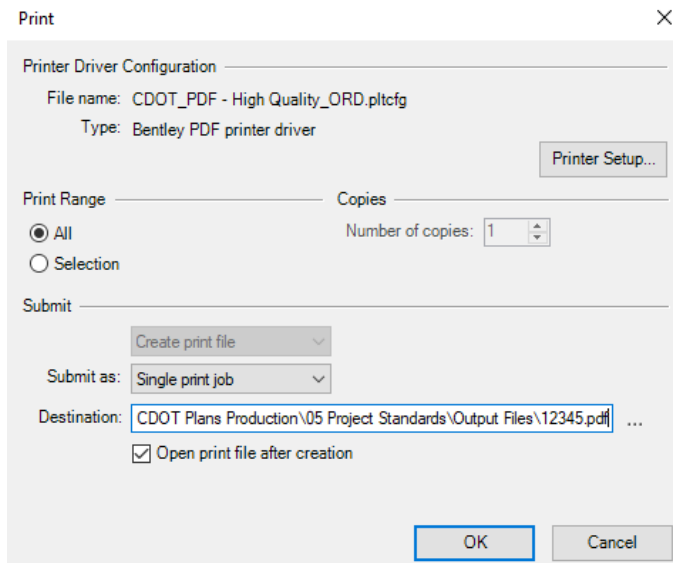 Print
Printer Driver Configuration
File name: CDOT_PDF - High Quality_ORD.pltcfg
Type: Bentley PDF printer driver
Printer Setup...
Print Range
All
Selection
Copies
Number of copies: 1
Submit
Create print file
Submit as: Single print job
Destination: CDOT Plans Production\05 Project Standards\Output Files\12345.pdf ...
Open print file after creation
OK Cancel